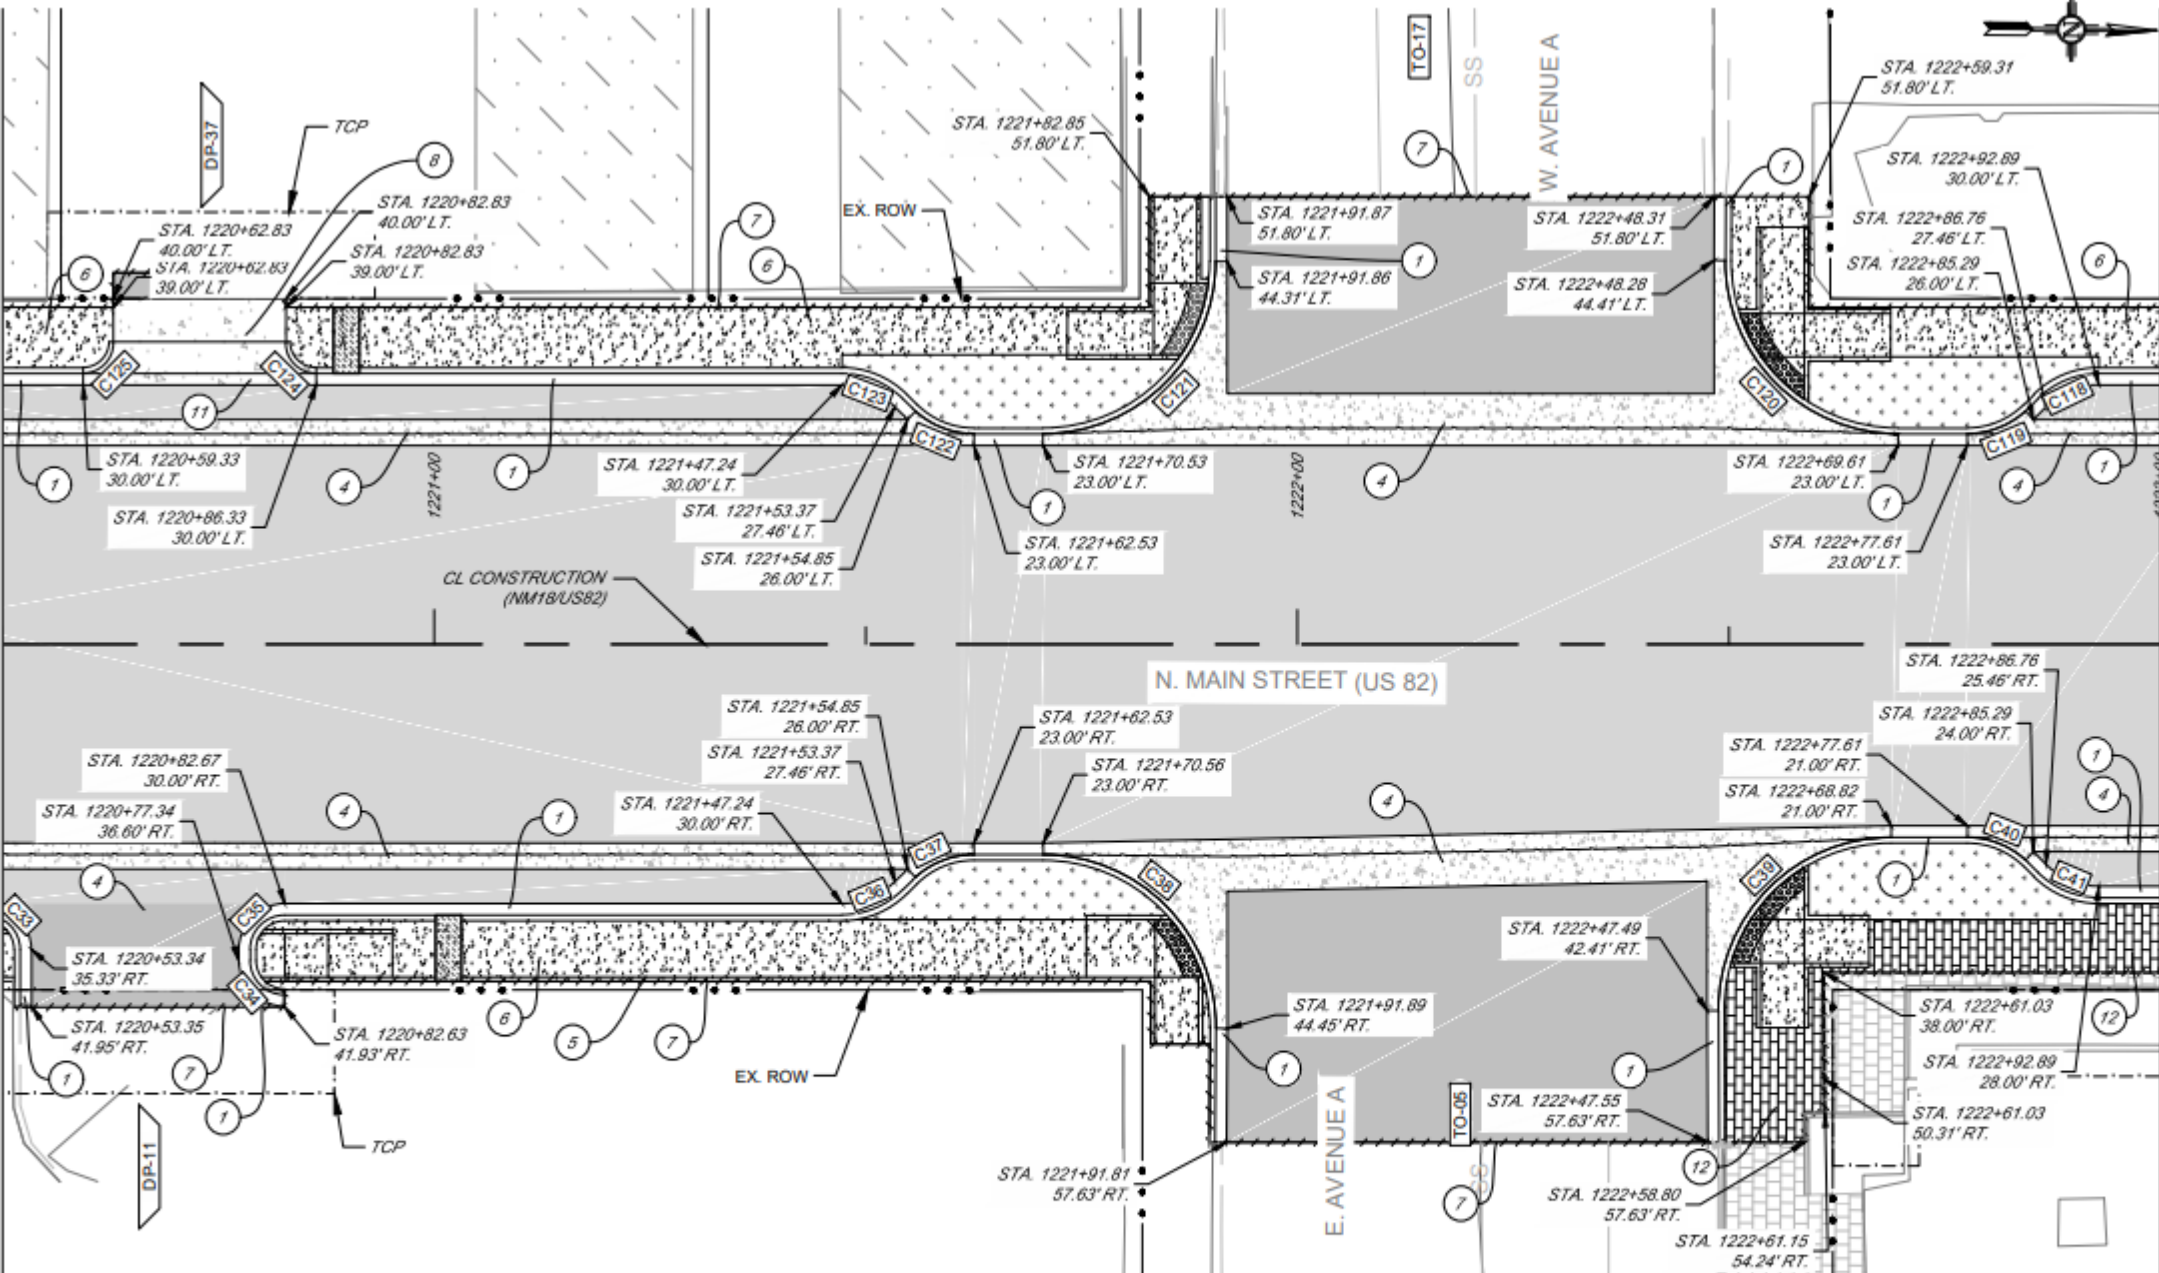 N
TO-17
SS
W. AVENUE A
STA. 1222+59.31
51.80' LT.
DP-37
TCP
8
STA. 1221+82.85
51.80' LT.
7
1
STA. 1222+92.89
30.00' LT.
STA. 1220+82.83
40.00' LT.
7
EX. ROW
STA. 1221+91.87
51.80' LT.
STA. 1222+48.31
51.80' LT.
STA. 1222+86.76
27.46' LT.
STA. 1220+62.83
40.00' LT.
STA. 1220+82.83
39.00' LT.
6
6
STA. 1220+62.83
39.00' LT.
1
STA. 1222+85.29
26.00' LT.
6
STA. 1221+91.86
44.31' LT.
STA. 1222+48.28
44.41' LT.
C125
C124
C123
C121
C120
C118
11
C122
C119
1
STA. 1220+59.33
30.00' LT.
4
1221+00
1
STA. 1221+47.24
30.00' LT.
STA. 1221+70.53
23.00' LT.
4
1222+00
STA. 1222+69.61
23.00' LT.
4
1
STA. 1220+86.33
30.00' LT.
STA. 1221+53.37
27.46' LT.
1
1
STA. 1221+54.85
26.00' LT.
STA. 1221+62.53
23.00' LT.
STA. 1222+77.61
23.00' LT.
CL CONSTRUCTION
(NM18/US82)
N. MAIN STREET (US 82)
STA. 1222+86.76
25.46' RT.
STA. 1221+54.85
26.00' RT.
STA. 1221+62.53
23.00' RT.
STA. 1222+85.29
24.00' RT.
STA. 1220+82.67
30.00' RT.
STA. 1221+53.37
27.46' RT.
STA. 1221+70.56
23.00' RT.
STA. 1222+77.61
21.00' RT.
1
STA. 1220+77.34
36.60' RT.
4
1
STA. 1221+47.24
30.00' RT.
4
STA. 1222+68.82
21.00' RT.
4
C40
C37
4
C36
C38
C39
1
C41
C33
C35
STA. 1220+53.34
35.33' RT.
STA. 1222+47.49
42.41' RT.
C34
STA. 1220+53.35
41.95' RT.
STA. 1220+82.63
41.93' RT.
6
5
7
STA. 1221+91.89
44.45' RT.
STA. 1222+61.03
38.00' RT.
12
1
7
EX. ROW
1
1
STA. 1222+92.89
28.00' RT.
1
TO-05
STA. 1222+47.55
57.63' RT.
STA. 1222+61.03
50.31' RT.
DP-11
TCP
E. AVENUE A
STA. 1221+91.81
57.63' RT.
SS
12
7
STA. 1222+58.80
57.63' RT.
STA. 1222+61.15
54.24' RT.